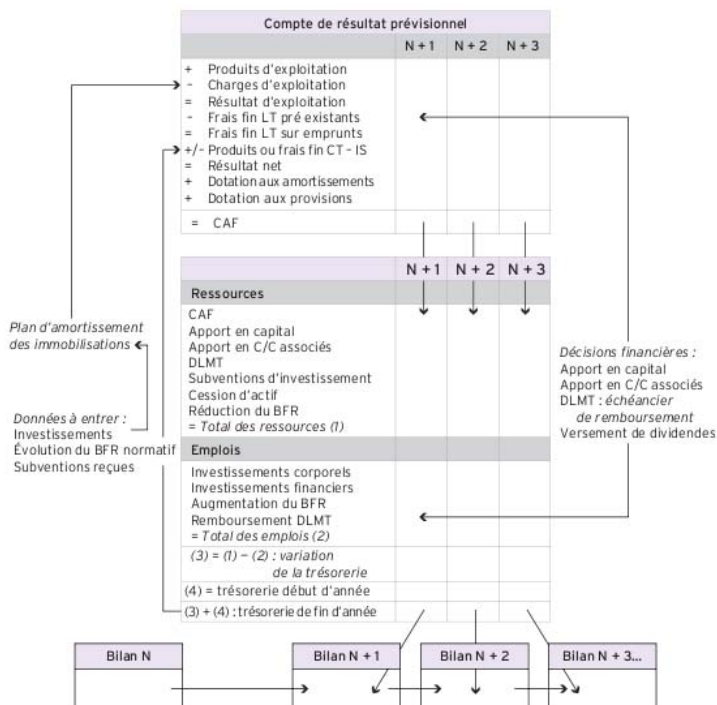 Compte de résultat prévisionnel
N + 1 N + 2 N + 3
+ Produits d'exploitation
- Charges d'exploitation
= Résultat d'exploitation
- Frais fin LT pré existants
= Frais fin LT sur emprunts
+/- Produits ou frais fin CT - IS
= Résultat net
+ Dotation aux amortissements
+ Dotation aux provisions
= CAF
N + 1 N + 2 N + 3
Ressources
CAF
Apport en capital
Apport en C/C associés
DLMT
Subventions d'investissement
Cession d'actif
Réduction du BFR
= Total des ressources (1)
Emplois
Investissements corporels
Investissements financiers
Augmentation du BFR
Remboursement DLMT
= Total des emplois (2)
(3) = (1) – (2) : variation
de la trésorerie
(4) = trésorerie début d'année
(3) + (4) : trésorerie de fin d'année
Plan d'amortissement
des immobilisations
Données à entrer :
Investissements
Évolution du BFR normatif
Subventions reçues
Décisions financières :
Apport en capital
Apport en C/C associés
DLMT : échéancier
de remboursement
Versement de dividendes
Bilan N
Bilan N + 1
Bilan N + 2
Bilan N + 3...